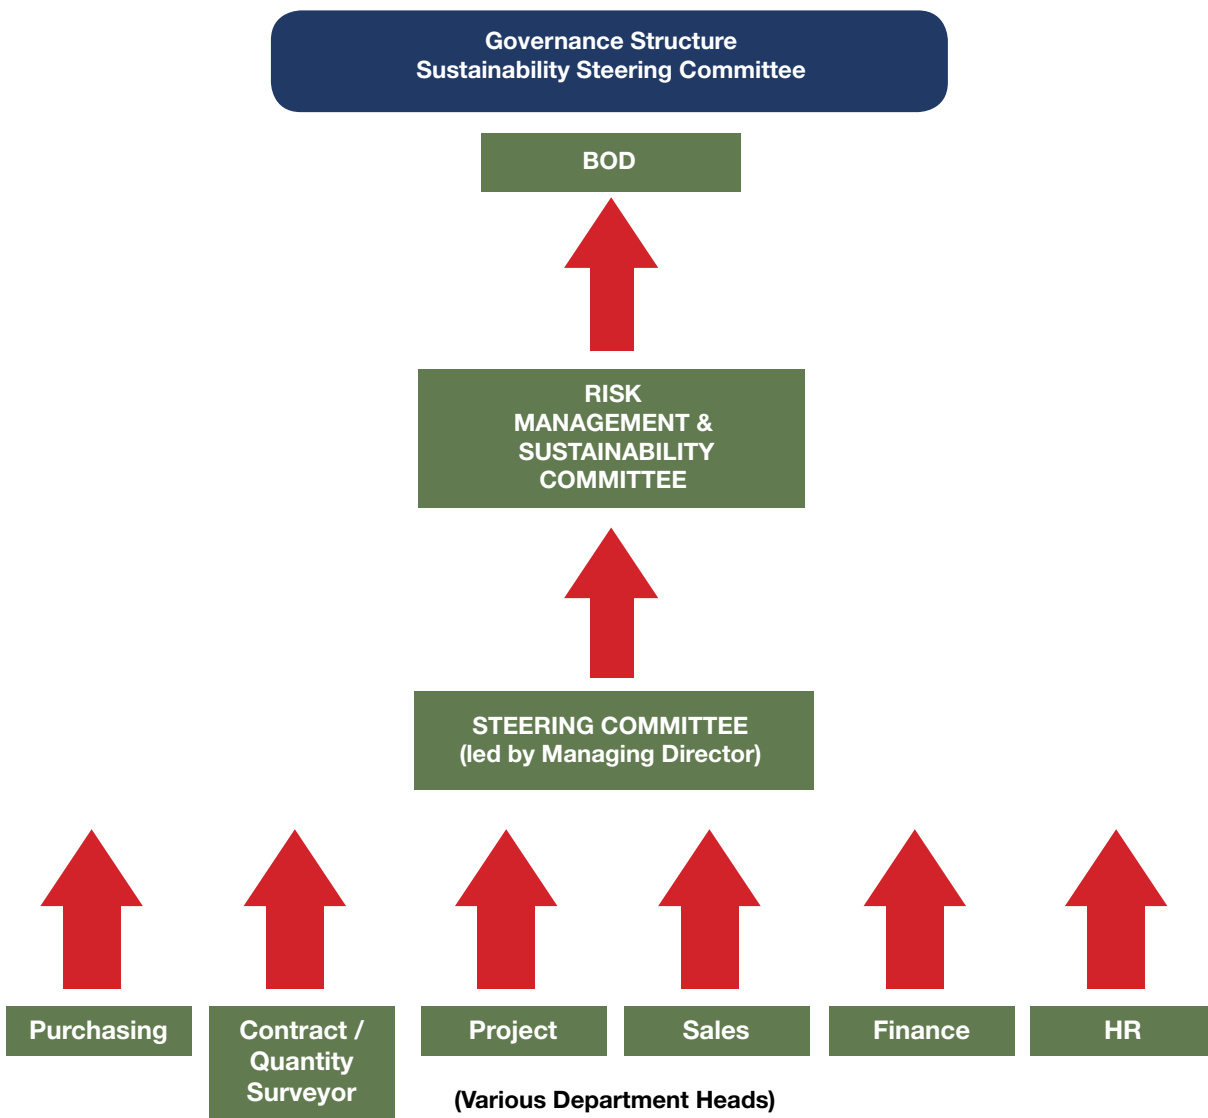 Governance Structure
Sustainability Steering Committee
BOD
RISK
MANAGEMENT &
SUSTAINABILITY
COMMITTEE
STEERING COMMITTEE
(led by Managing Director)
Purchasing
Contract /
Quantity
Surveyor
Project
Sales
Finance
HR
(Various Department Heads)